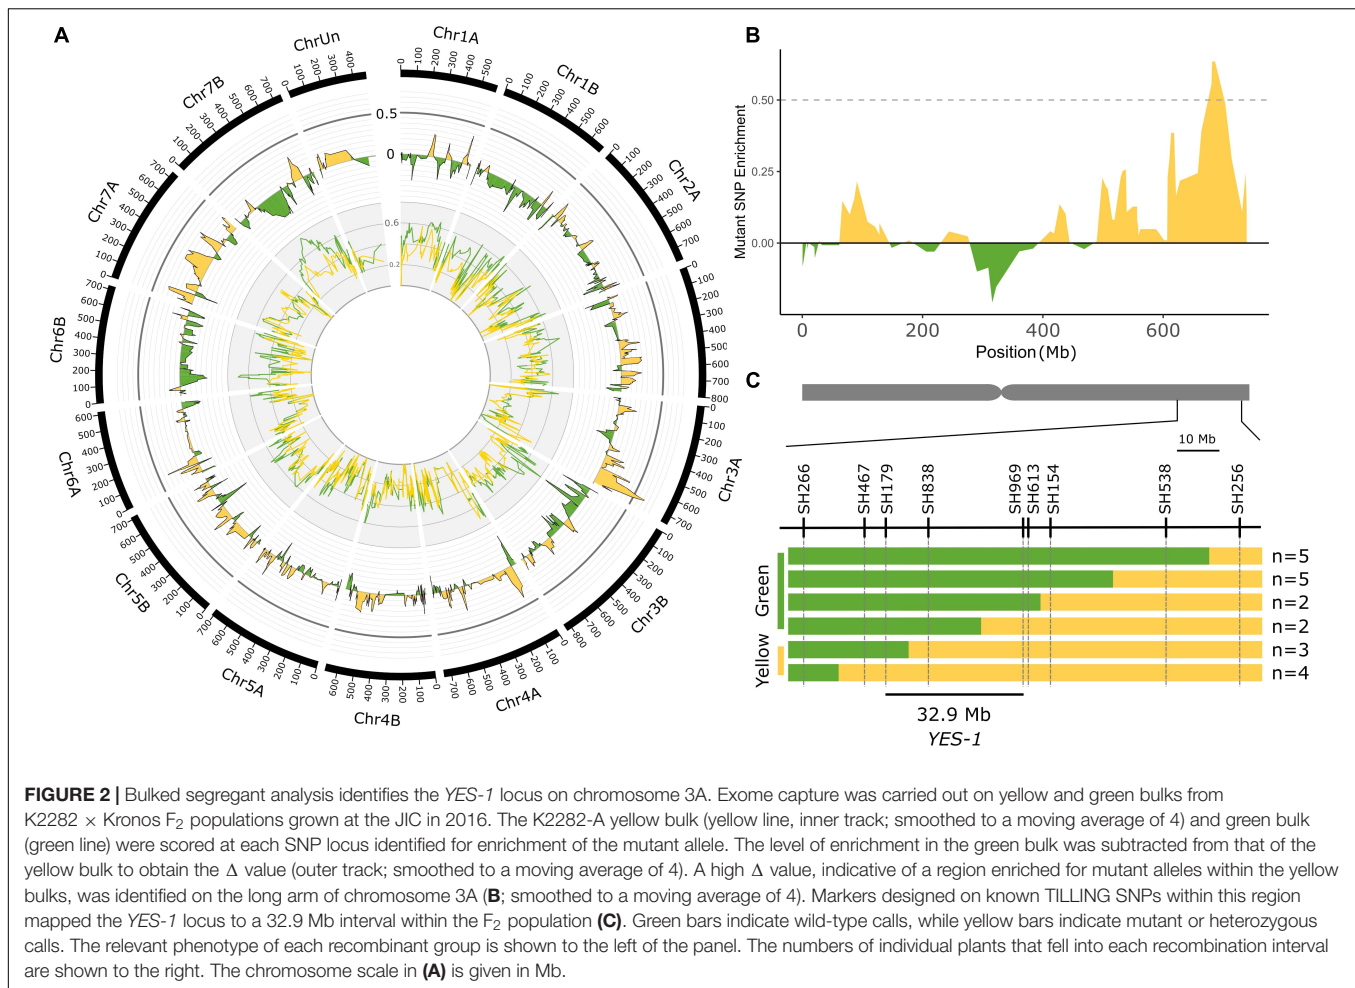 A
Chr1A
Chr1B
Chr2A
Chr3A
Chr3B
Chr4A
Chr4B
Chr5A
Chr5B
Chr6A
Chr6B
Chr7A
Chr7B
ChrUn
0.5
0
0.6
0.2
B
Mutant SNP Enrichment
0.50
0.25
0.00
0 200 400 600
Position (Mb)
C
10 Mb
SH266 SH467 SH179 SH838 SH969 SH613 SH154 SH538 SH256
Green
Yellow
n=5
n=5
n=2
n=2
n=3
n=4
32.9 Mb
YES-1
FIGURE 2 | Bulked segregant analysis identifies the YES-1 locus on chromosome 3A. Exome capture was carried out on yellow and green bulks from
K2282 × Kronos F2 populations grown at the JIC in 2016. The K2282-A yellow bulk (yellow line, inner track; smoothed to a moving average of 4) and green bulk
(green line) were scored at each SNP locus identified for enrichment of the mutant allele. The level of enrichment in the green bulk was subtracted from that of the
yellow bulk to obtain the Δ value (outer track; smoothed to a moving average of 4). A high Δ value, indicative of a region enriched for mutant alleles within the yellow
bulks, was identified on the long arm of chromosome 3A (B; smoothed to a moving average of 4). Markers designed on known TILLING SNPs within this region
mapped the YES-1 locus to a 32.9 Mb interval within the F2 population (C). Green bars indicate wild-type calls, while yellow bars indicate mutant or heterozygous
calls. The relevant phenotype of each recombinant group is shown to the left of the panel. The numbers of individual plants that fell into each recombination interval
are shown to the right. The chromosome scale in (A) is given in Mb.